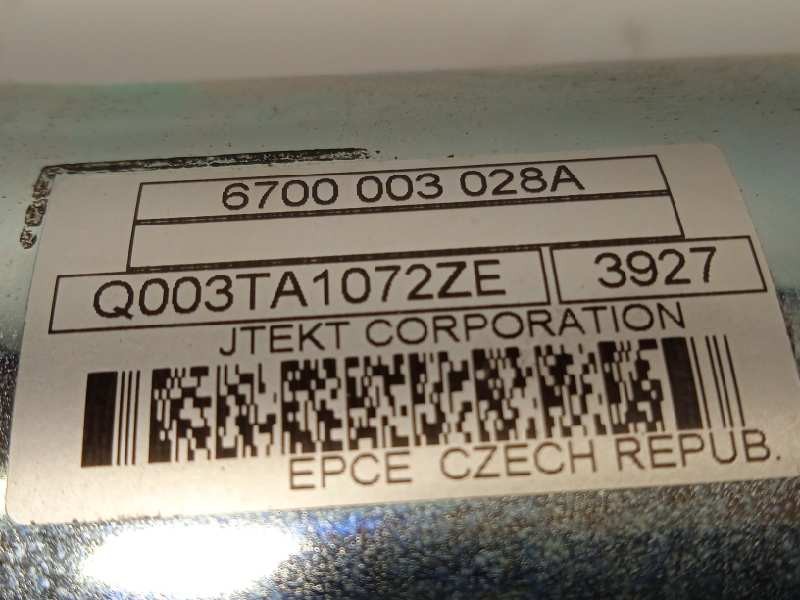 6700 003 028A
Q003TA1072ZE 3927
JTEKT CORPORATION
EPCE CZECH REPUB.